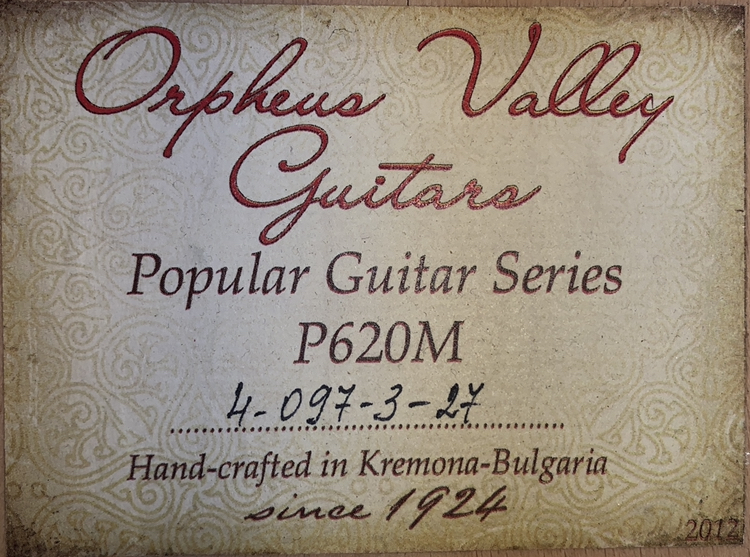 Orpheus Valley
Guitars
Popular Guitar Series
P620M
4-097-3-27
Hand-crafted in Kremona-Bulgaria
since 1924
2012